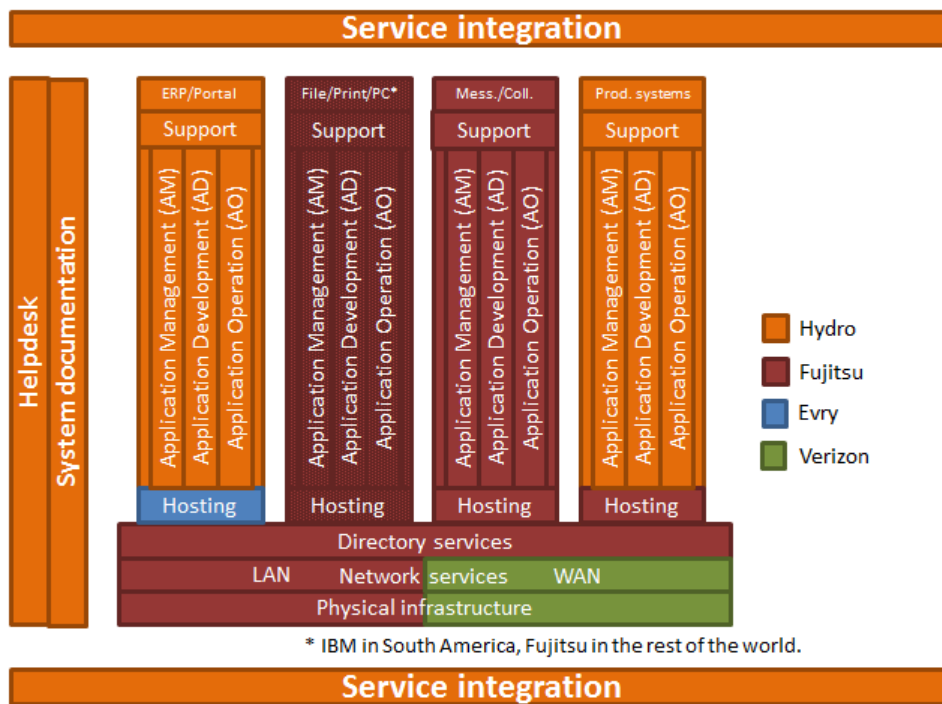 Service integration
Helpdesk
System documentation
ERP/Portal
Support
Application Management (AM)
Application Development (AD)
Application Operation (AO)
Hosting
File/Print/PC*
Support
Application Management (AM)
Application Development (AD)
Application Operation (AO)
Hosting
Mess./Coll.
Support
Application Management (AM)
Application Development (AD)
Application Operation (AO)
Hosting
Prod. systems
Support
Application Management (AM)
Application Development (AD)
Application Operation (AO)
Hosting
Hydro
Fujitsu
Evry
Verizon
Directory services
LAN Network services WAN
Physical infrastructure
* IBM in South America, Fujitsu in the rest of the world.
Service integration